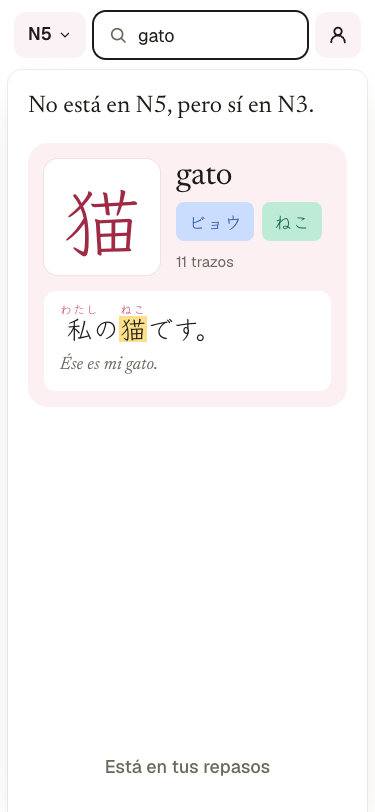 N5
gato
No está en N5, pero sí en N3.
猫
gato
ビョウ
ねこ
11 trazos
わたし ねこ
私の猫です。
Ése es mi gato.
Está en tus repasos